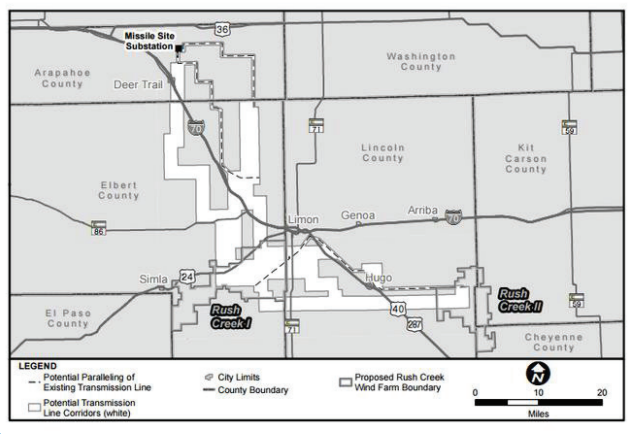 36
Missile Site
Substation
Washington
County
Arapahoe
County
Deer Trail
70
71
59
Lincoln
County
Kit
Carson
County
Elbert
County
86
Limon
Genoa
Arriba
70
Simla
24
Hugo
Rush
Creek I
Rush
Creek II
El Paso
County
40
287
59
71
Cheyenne
County
LEGEND
Potential Paralleling of
Existing Transmission Line
Potential Transmission
Line Corridors (white)
City Limits
County Boundary
Proposed Rush Creek
Wind Farm Boundary
N
0 10 20
Miles